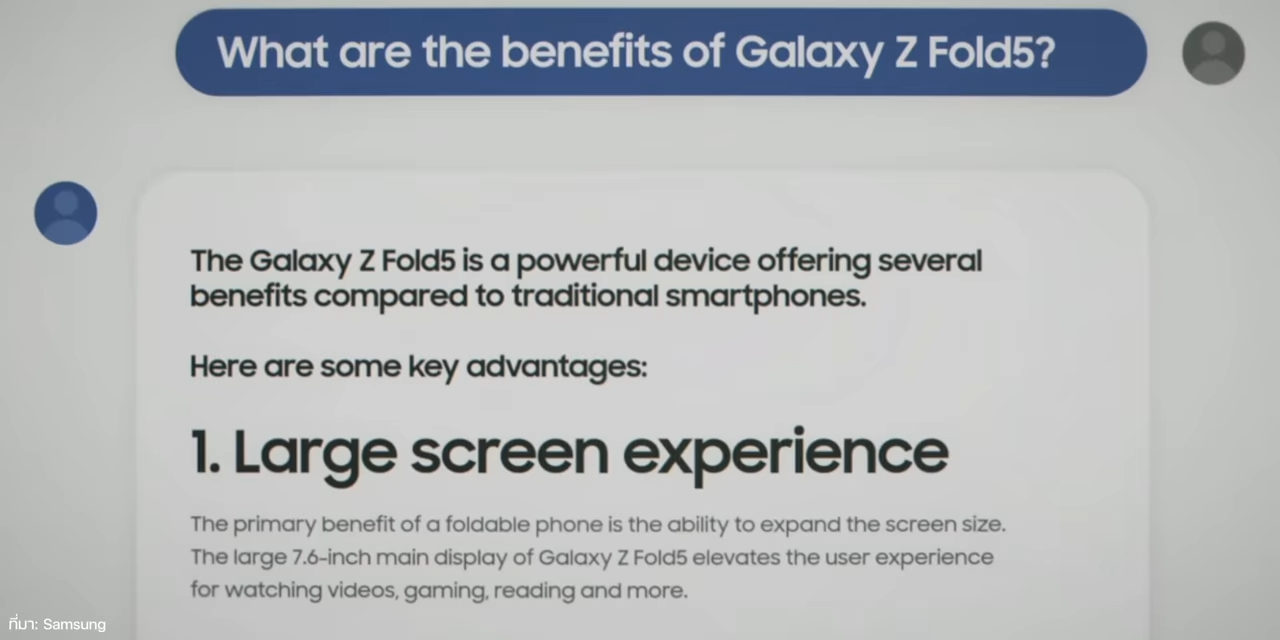 What are the benefits of Galaxy Z Fold5?
The Galaxy Z Fold5 is a powerful device offering several
benefits compared to traditional smartphones.
Here are some key advantages:
1. Large screen experience
The primary benefit of a foldable phone is the ability to expand the screen size.
The large 7.6-inch main display of Galaxy Z Fold5 elevates the user experience
for watching videos, gaming, reading and more.
ที่มา: Samsung